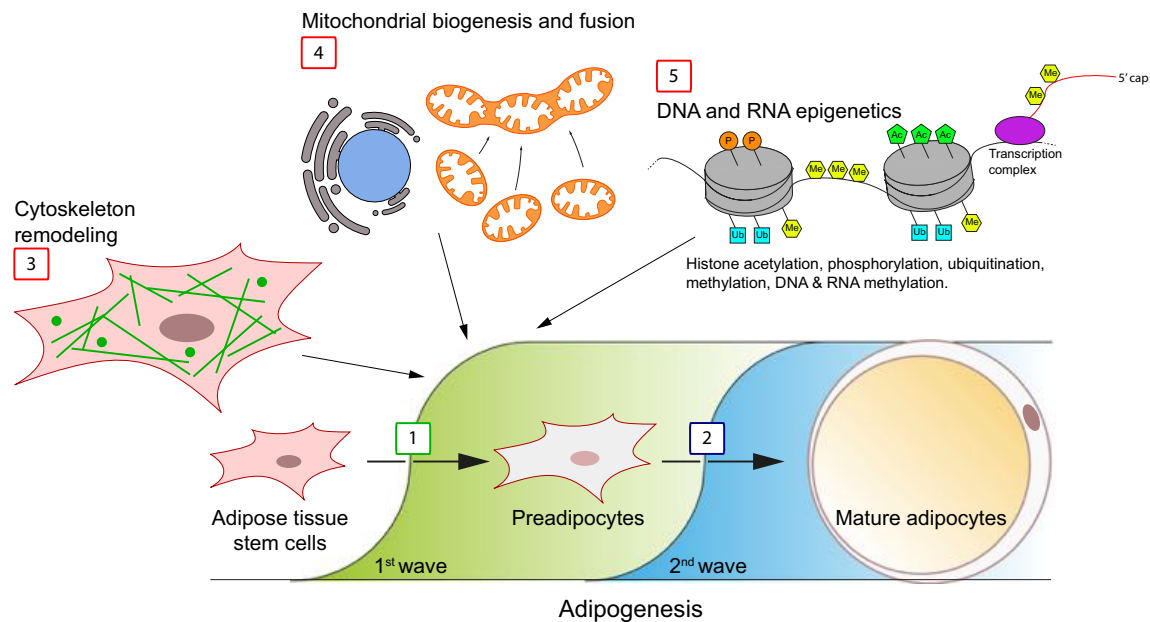 Mitochondrial biogenesis and fusion
4
5
DNA and RNA epigenetics
Me
Me
5' cap
P
P
Ac
Ac
Ac
Transcription
complex
Me
Me
Me
Me
Me
Ub
Ub
Ub
Ub
Histone acetylation, phosphorylation, ubiquitination,
methylation, DNA & RNA methylation.
Cytoskeleton
remodeling
3
1
2
Adipose tissue
stem cells
Preadipocytes
Mature adipocytes
1st wave
2nd wave
Adipogenesis